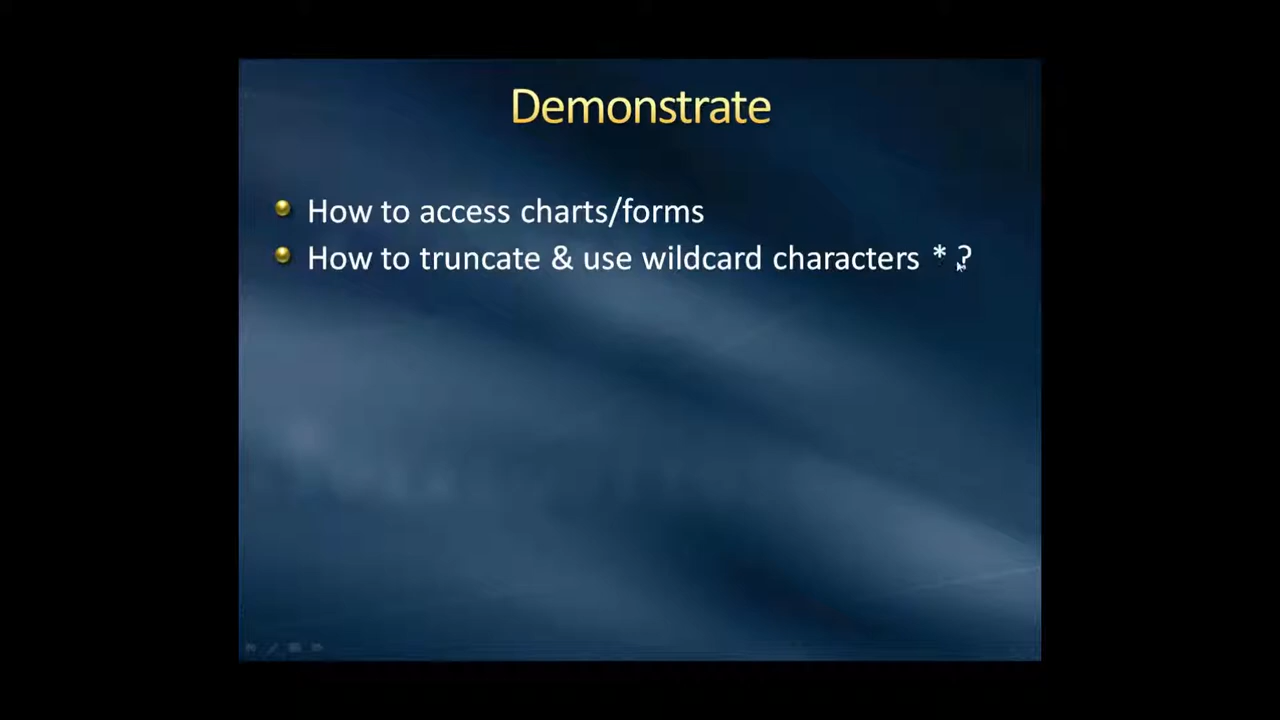 Demonstrate
How to access charts/forms
How to truncate & use wildcard characters * ?